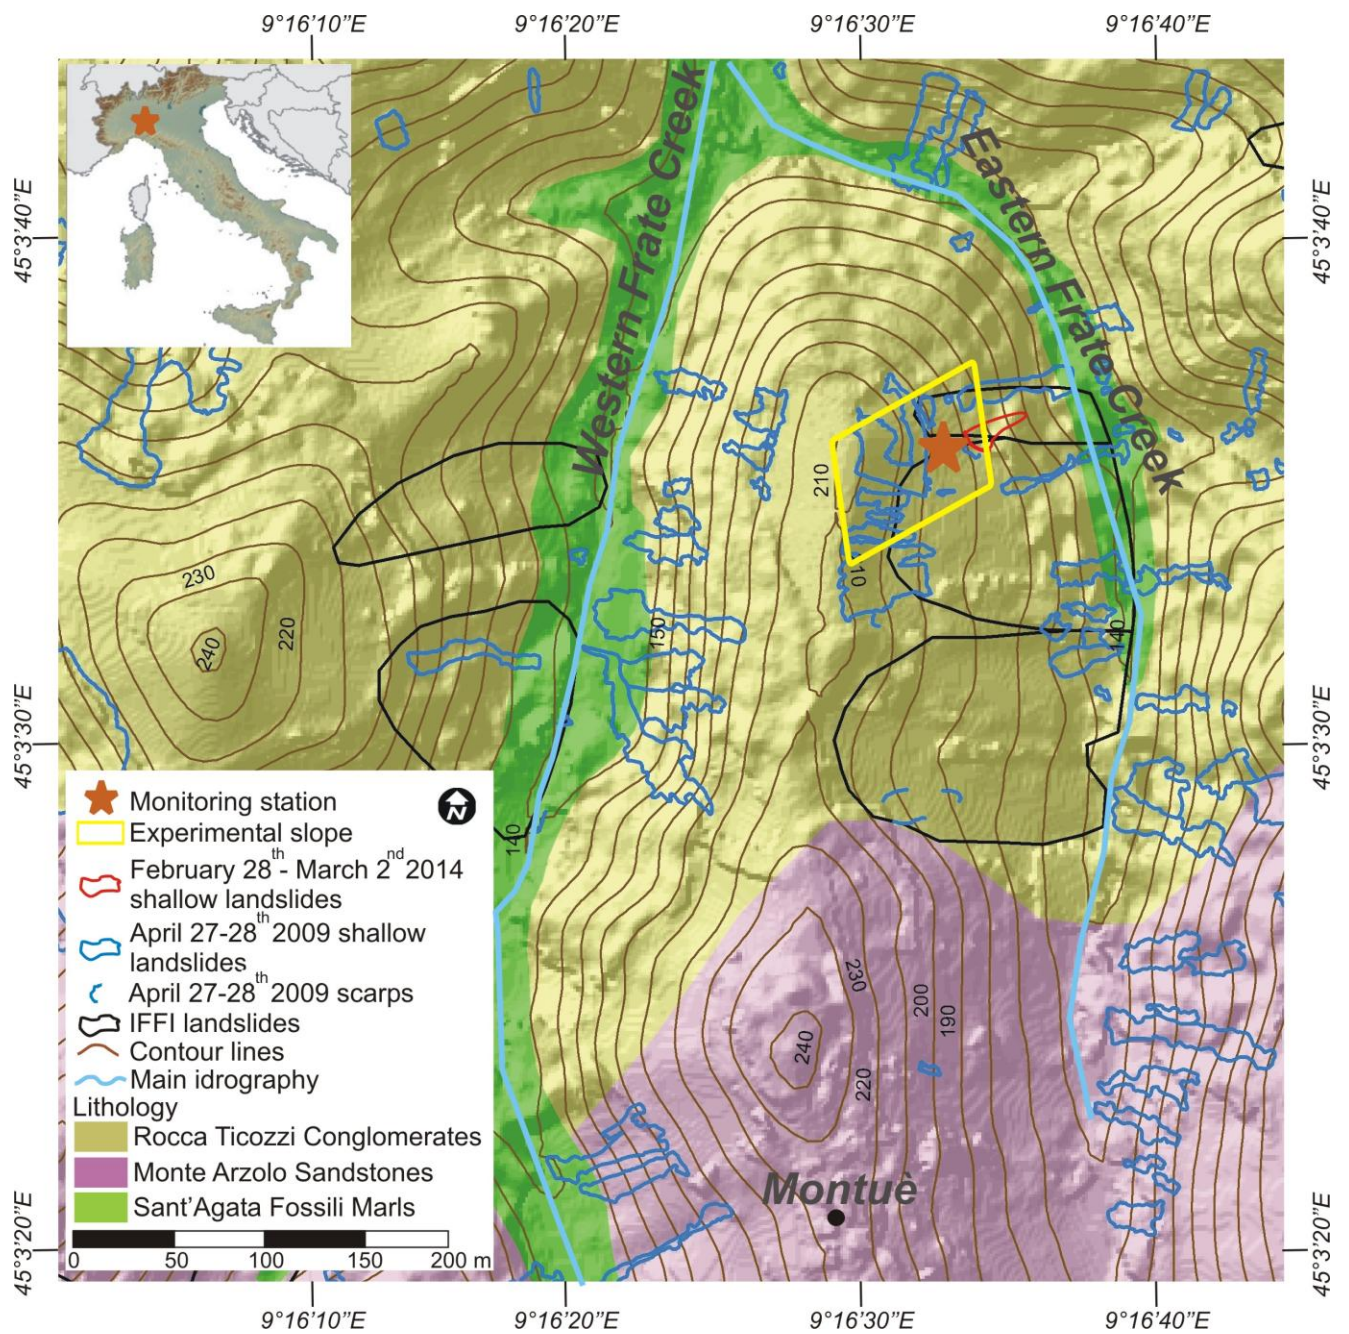 9°16'10”E 9°16'20”E 9°16'30”E 9°16'40”E
45°3'40”E
45°3'40”E
Western Frate Creek
Eastern Frate Creek
210
10
230
220
240
150
140
45°3'30”E
45°3'30”E
140
Monitoring station
N
Experimental slope
February 28th - March 2nd 2014
shallow landslides
April 27-28th 2009 shallow
landslides
April 27-28th 2009 scarps
IFFI landslides
Contour lines
Main idrography
Lithology
Rocca Ticozzi Conglomerates
Monte Arzolo Sandstones
Sant'Agata Fossili Marls
0 50 100 150 200 m
230
200
190
240
220
Montuè
45°3'20”E
45°3'20”E
9°16'10”E 9°16'20”E 9°16'30”E 9°16'40”E